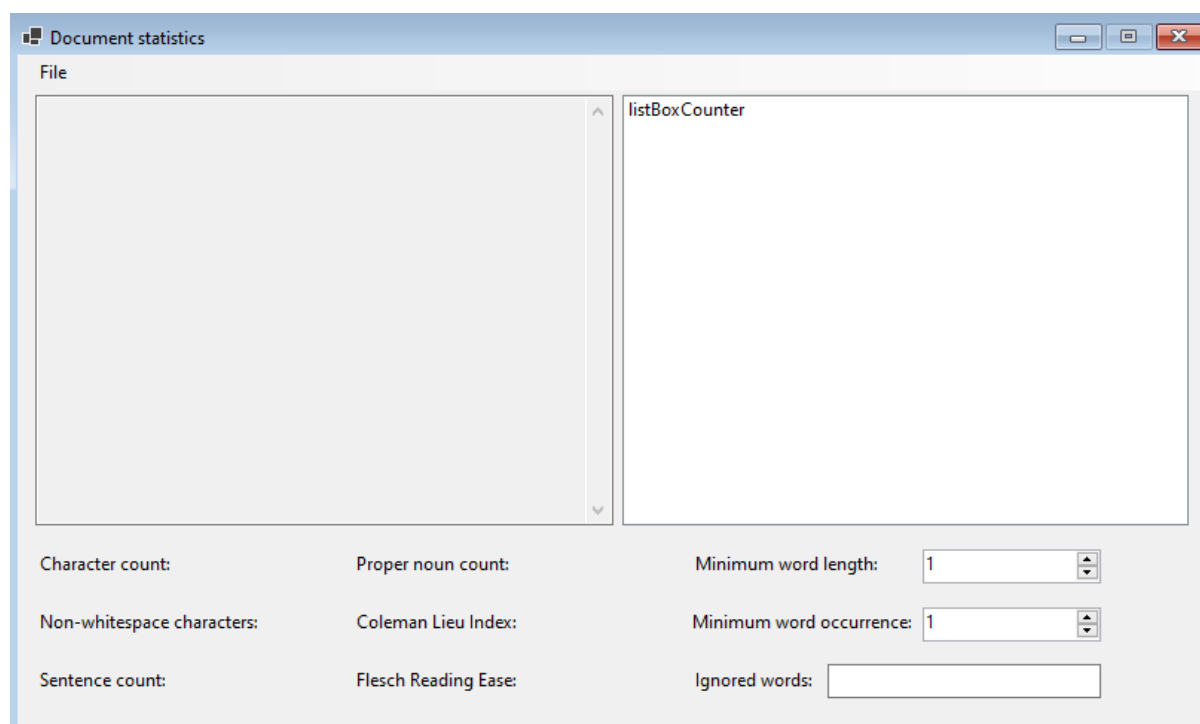 Document statistics
File
listBoxCounter
Character count: Proper noun count: Minimum word length: 1
Non-whitespace characters: Coleman Lieu Index: Minimum word occurrence: 1
Sentence count: Flesch Reading Ease: Ignored words: